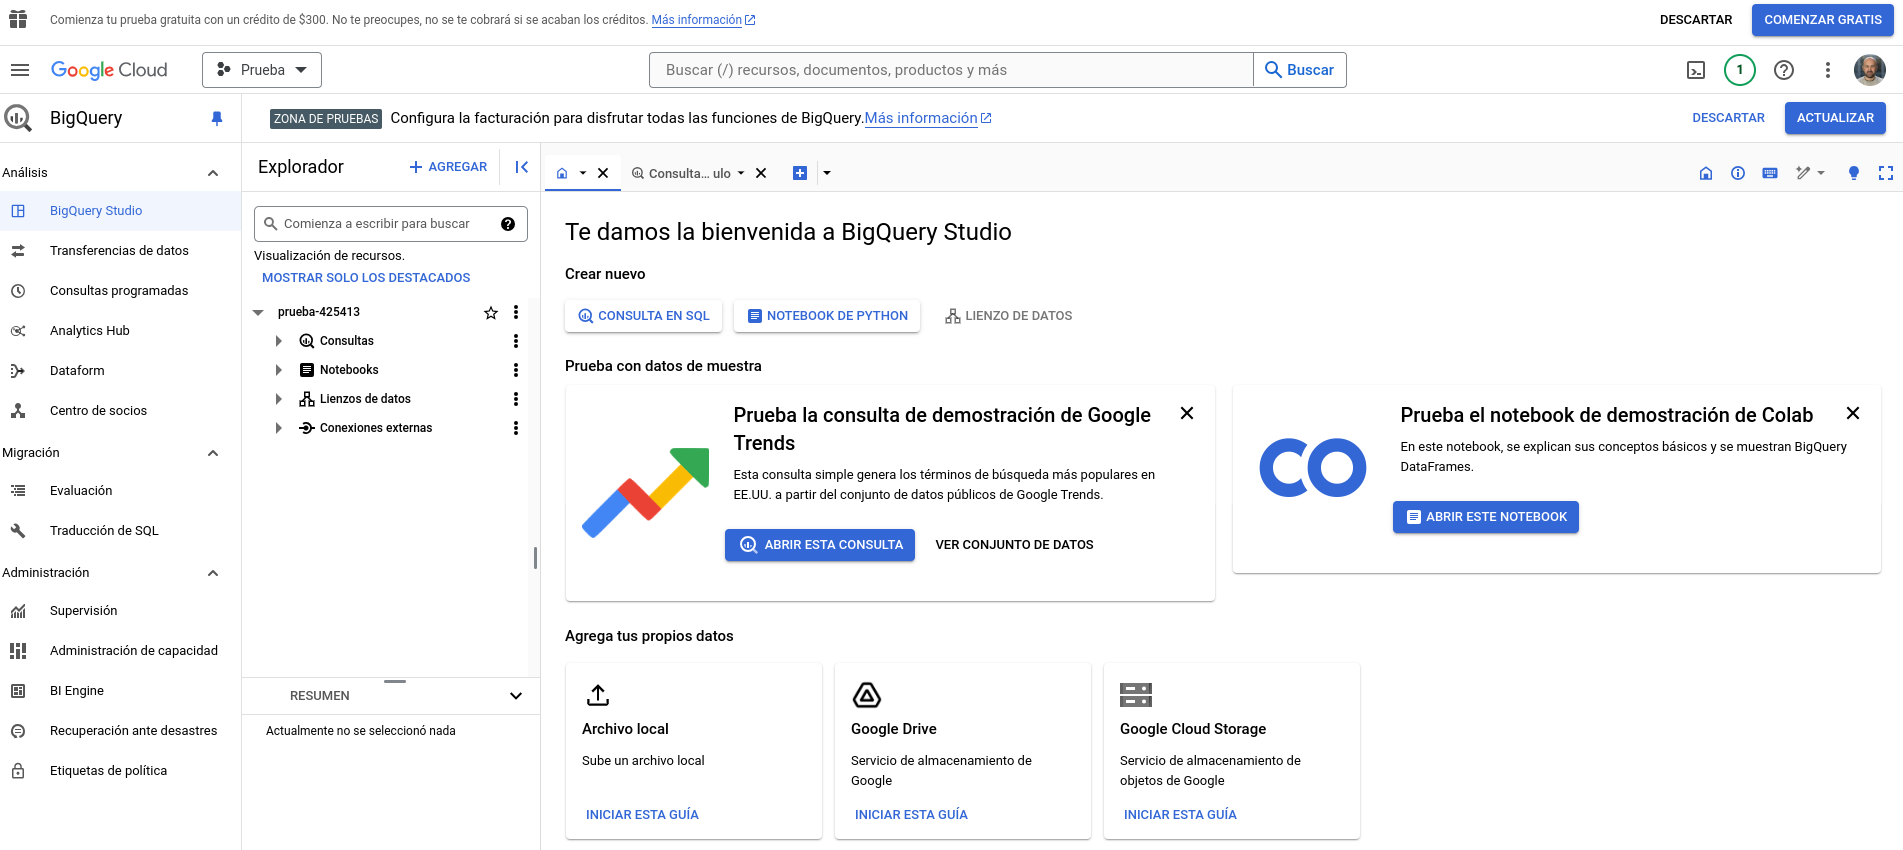 Comienza tu prueba gratuita con un crédito de $300. No te preocupes, no se te cobrará si se acaban los créditos. Más información
DESCARTAR
COMENZAR GRATIS
Google Cloud
Prueba
Buscar (/) recursos, documentos, productos y más
Buscar
1
BigQuery
ZONA DE PRUEBAS
Configura la facturación para disfrutar todas las funciones de BigQuery. Más información
DESCARTAR
ACTUALIZAR
Análisis
BigQuery Studio
Transferencias de datos
Consultas programadas
Analytics Hub
Dataform
Centro de socios
Migración
Evaluación
Traducción de SQL
Administración
Supervisión
Administración de capacidad
BI Engine
Recuperación ante desastres
Etiquetas de política
Explorador
AGREGAR
Comienza a escribir para buscar
Visualización de recursos.
MOSTRAR SOLO LOS DESTACADOS
prueba-425413
Consultas
Notebooks
Lienzos de datos
Conexiones externas
RESUMEN
Actualmente no se seleccionó nada
Consulta... ulo
Te damos la bienvenida a BigQuery Studio
Crear nuevo
CONSULTA EN SQL
NOTEBOOK DE PYTHON
LIENZO DE DATOS
Prueba con datos de muestra
Prueba la consulta de demostración de Google
Trends
Esta consulta simple genera los términos de búsqueda más populares en
EE.UU. a partir del conjunto de datos públicos de Google Trends.
ABRIR ESTA CONSULTA
VER CONJUNTO DE DATOS
Prueba el notebook de demostración de Colab
En este notebook, se explican sus conceptos básicos y se muestran BigQuery
DataFrames.
ABRIR ESTE NOTEBOOK
Agrega tus propios datos
Archivo local
Sube un archivo local
INICIAR ESTA GUÍA
Google Drive
Servicio de almacenamiento de
Google
INICIAR ESTA GUÍA
Google Cloud Storage
Servicio de almacenamiento de
objetos de Google
INICIAR ESTA GUÍA